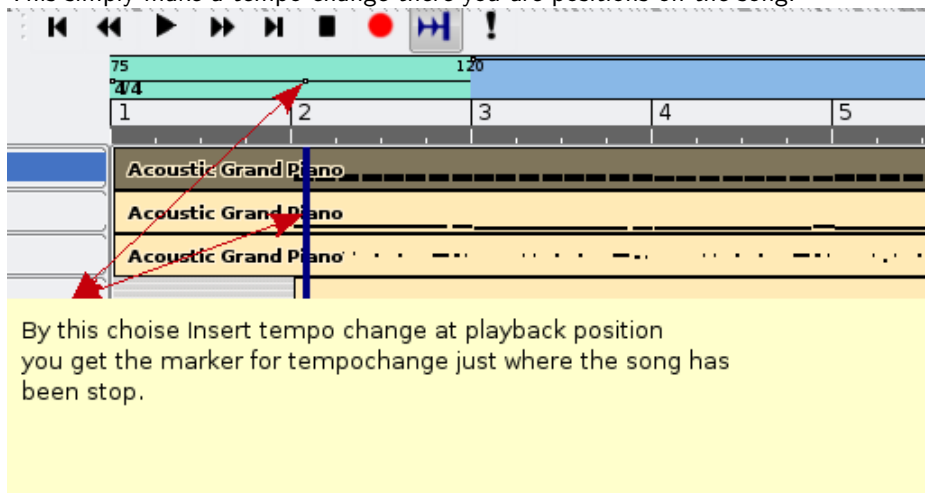 This simply make a tempo change there you are positions on the song.
75 120
4/4
1 2 3 4 5
Acoustic Grand Piano
Acoustic Grand Piano
Acoustic Grand Piano
By this choise Insert tempo change at playback position
you get the marker for tempochange just where the song has
been stop.